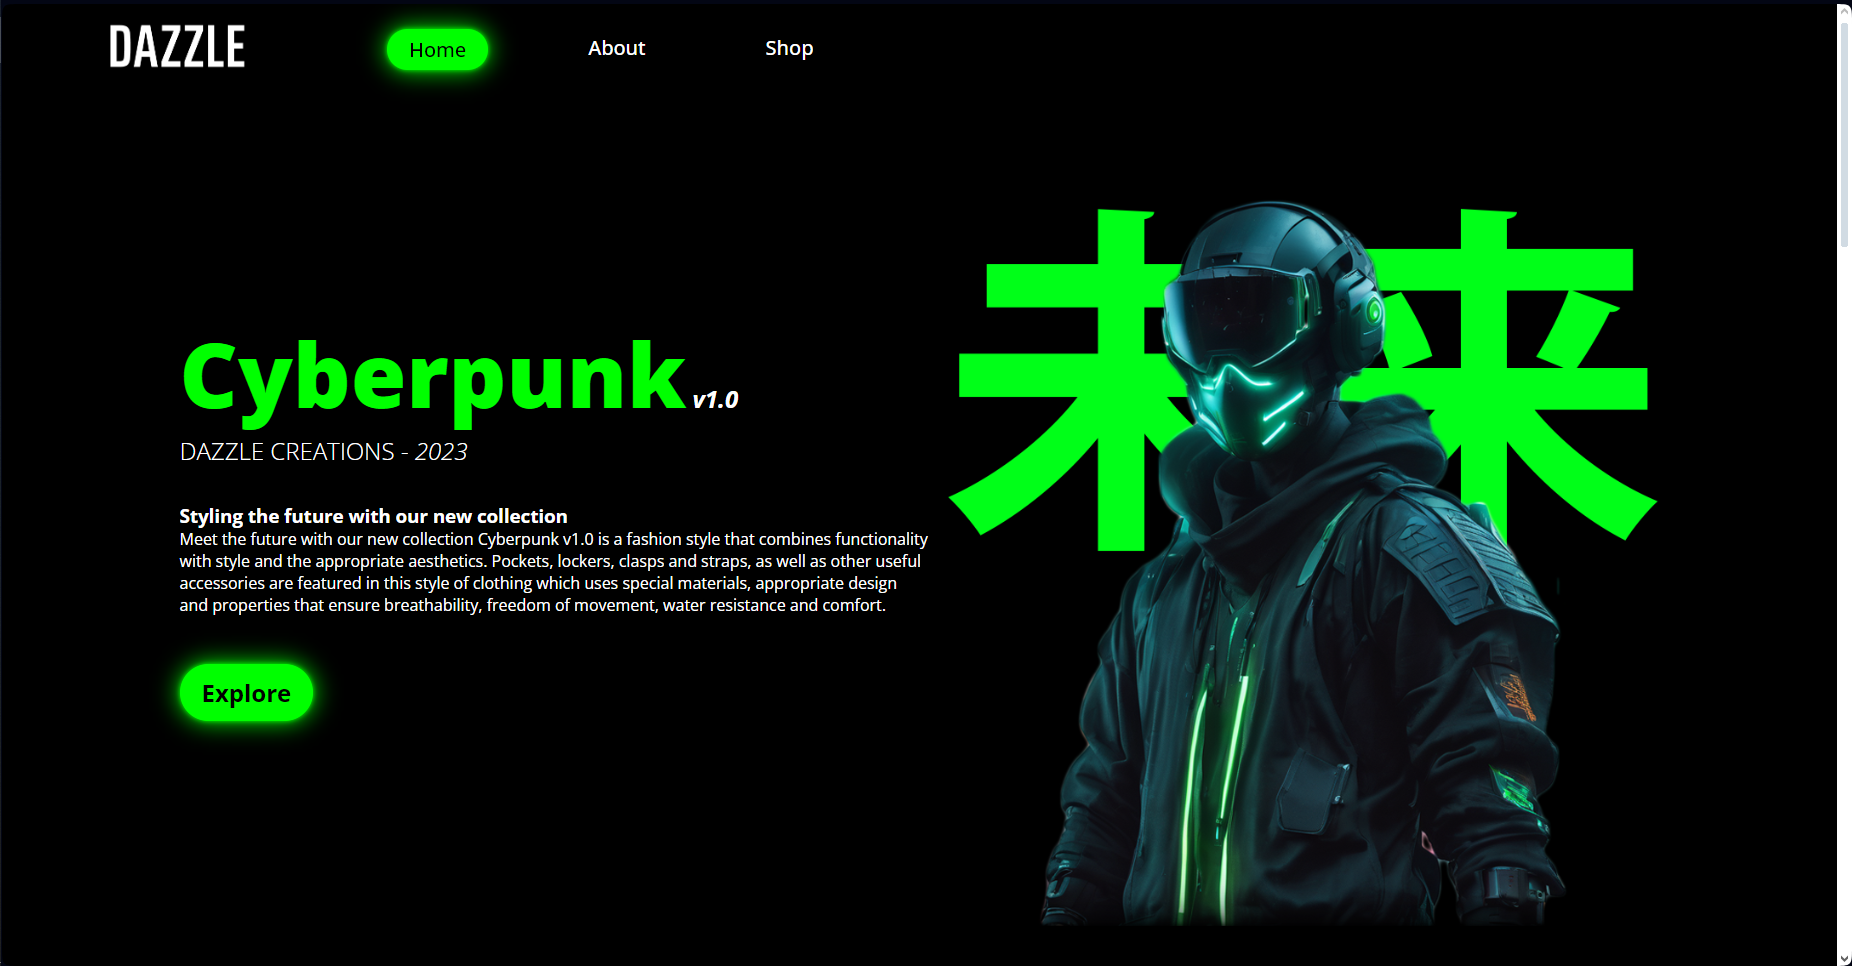 DAZZLE
Home
About
Shop
未来
Cyberpunk v1.0
DAZZLE CREATIONS - 2023
Styling the future with our new collection
Meet the future with our new collection Cyberpunk v1.0 is a fashion style that combines functionality
with style and the appropriate aesthetics. Pockets, lockers, clasps and straps, as well as other useful
accessories are featured in this style of clothing which uses special materials, appropriate design
and properties that ensure breathability, freedom of movement, water resistance and comfort.
Explore